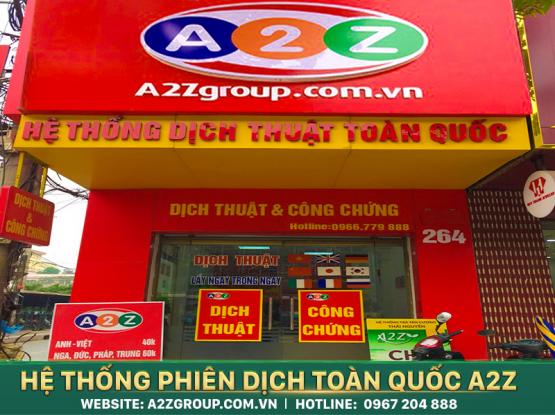 A2Z
A2Zgroup.com.vn
HỆ THỐNG DỊCH THUẬT TOÀN QUỐC
DỊCH THUẬT
&
CÔNG CHỨNG
DỊCH THUẬT & CÔNG CHỨNG
Hotline:0966.779 888
264
DỊCH THUẬT
LẤY NGAY TRONG NGÀY
A2Z
DỊCH
THUẬT
A2Z
CÔNG
CHỨNG
A2Z
ANH - VIỆT 40k
NGA, ĐỨC, PHÁP, TRUNG 60k
THÁI NGUYÊN
A2Z
HỆ THỐNG PHIÊN DỊCH TOÀN QUỐC A2Z
WEBSITE: A2ZGROUP.COM.VN | HOTLINE: 0967 204 888